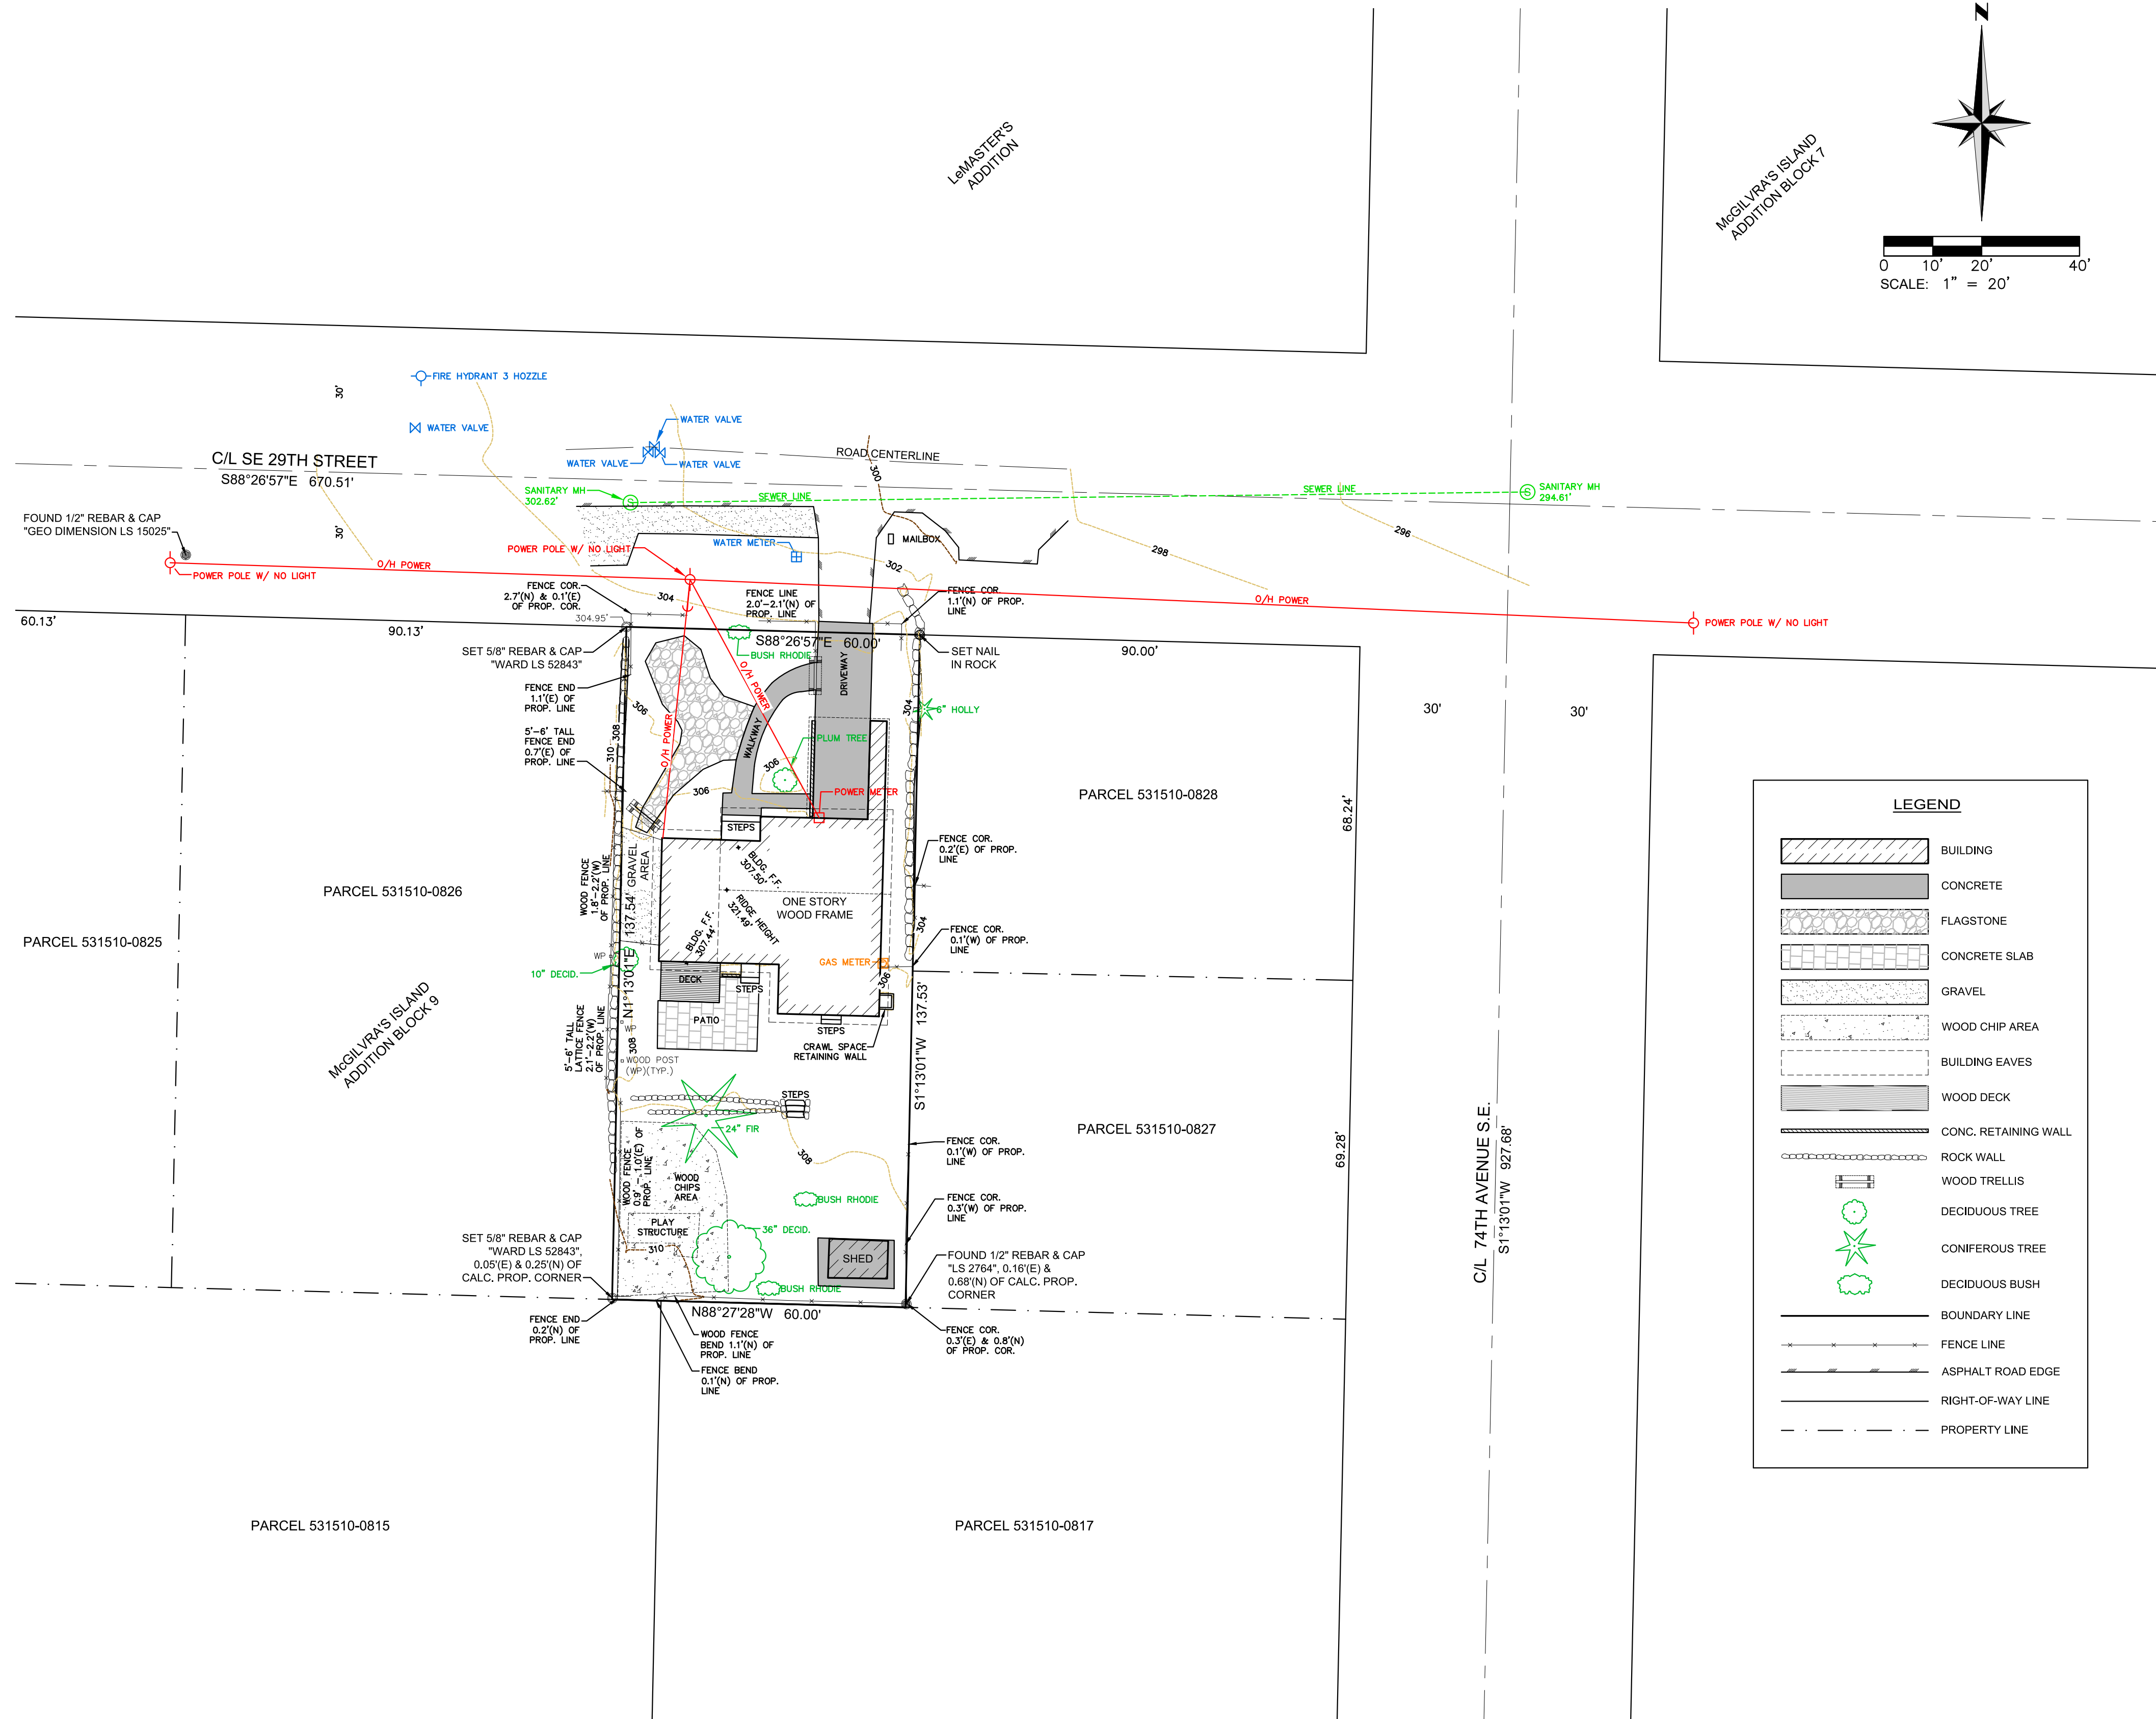 N
LeMASTER'S
ADDITION
McGILVRA'S ISLAND
ADDITION BLOCK 7
0 10' 20' 40'
SCALE: 1" = 20'
30'
FIRE HYDRANT 3 HOZZLE
WATER VALVE
WATER VALVE
WATER VALVE
WATER VALVE
ROAD CENTERLINE
300
C/L SE 29TH STREET
S88°26'57"E 670.51'
SANITARY MH
302.62'
SEWER LINE
SEWER LINE
SANITARY MH
294.61'
FOUND 1/2" REBAR & CAP
"GEO DIMENSION LS 15025"
30'
296
298
MAILBOX
WATER METER
POWER POLE W/ NO LIGHT
O/H POWER
302
POWER POLE W/ NO LIGHT
FENCE COR.
2.7'(N) & 0.1'(E)
OF PROP. COR.
304
FENCE LINE
2.0'-2.1'(N) OF
PROP. LINE
FENCE COR.
1.1'(N) OF PROP.
LINE
O/H POWER
POWER POLE W/ NO LIGHT
60.13'
90.13'
304.95'
S88°26'57"E 60.00'
90.00'
SET 5/8" REBAR & CAP
"WARD LS 52843"
BUSH RHODIE
SET NAIL
IN ROCK
FENCE END
1.1'(E) OF
PROP. LINE
O/H POWER
DRIVEWAY
306
308
310
304
6" HOLLY
30'
30'
5'-6' TALL
FENCE END
0.7'(E) OF
PROP. LINE
O/H POWER
WALKWAY
PLUM TREE
306
306
POWER METER
PARCEL 531510-0828
68.24'
STEPS
WOOD FENCE
1.8'-2.2'(W)
OF PROP. LINE
GRAVEL
AREA
BLDG. F.F.
307.50'
RIDGE HEIGHT
321.49'
ONE STORY
WOOD FRAME
FENCE COR.
0.2'(E) OF PROP.
LINE
PARCEL 531510-0826
PARCEL 531510-0825
N1°13'01"E 137.54'
BLDG. F.F.
307.44'
304
FENCE COR.
0.1'(W) OF PROP.
LINE
WP
10" DECID.
GAS METER
DECK
STEPS
306
McGILVRA'S ISLAND
ADDITION BLOCK 9
PATIO
STEPS
CRAWL SPACE
RETAINING WALL
5'-6' TALL
LATTICE FENCE
2.1'-2.2'(W)
OF PROP. LINE
WP
308
WOOD POST
(WP)(TYP.)
S1°13'01"W 137.53'
STEPS
24" FIR
PARCEL 531510-0827
69.28'
C/L 74TH AVENUE S.E.
S1°13'01"W 927.68'
WOOD FENCE
0.9' - 1.0'(E) OF
PROP. LINE
WOOD
CHIPS
AREA
308
FENCE COR.
0.1'(W) OF PROP.
LINE
BUSH RHODIE
FENCE COR.
0.3'(W) OF PROP.
LINE
PLAY
STRUCTURE
36" DECID.
310
SHED
SET 5/8" REBAR & CAP
"WARD LS 52843",
0.05'(E) & 0.25'(N) OF
CALC. PROP. CORNER
FOUND 1/2" REBAR & CAP
"LS 2764", 0.16'(E) &
0.68'(N) OF CALC. PROP.
CORNER
BUSH RHODIE
N88°27'28"W 60.00'
FENCE END
0.2'(N) OF
PROP. LINE
WOOD FENCE
BEND 1.1'(N) OF
PROP. LINE
FENCE BEND
0.1'(N) OF PROP.
LINE
FENCE COR.
0.3'(E) & 0.8'(N)
OF PROP. COR.
PARCEL 531510-0815
PARCEL 531510-0817
LEGEND
BUILDING
CONCRETE
FLAGSTONE
CONCRETE SLAB
GRAVEL
WOOD CHIP AREA
BUILDING EAVES
WOOD DECK
CONC. RETAINING WALL
ROCK WALL
WOOD TRELLIS
DECIDUOUS TREE
CONIFEROUS TREE
DECIDUOUS BUSH
BOUNDARY LINE
FENCE LINE
ASPHALT ROAD EDGE
RIGHT-OF-WAY LINE
PROPERTY LINE